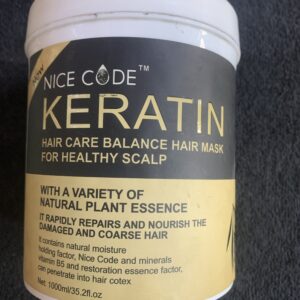 NEW
NICE CODE™
KERATIN
HAIR CARE BALANCE HAIR MASK
FOR HEALTHY SCALP
WITH A VARIETY OF
NATURAL PLANT ESSENCE
IT RAPIDLY REPAIRS AND NOURISH THE
DAMAGED AND COARSE HAIR
It contains natural moisture
holding factor, Nice Code and minerals
vitamin B5 and restoration essence factor,
can penetrate into hair cotex
Net: 1000ml/35.2fl.oz